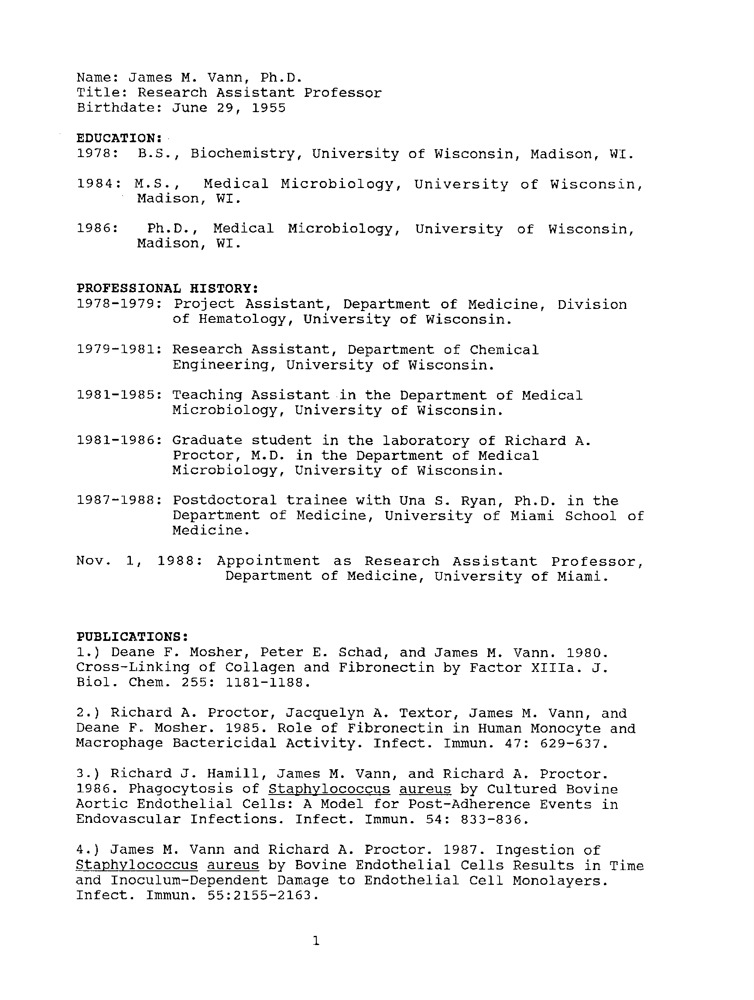 Name: James M. Vann, Ph.D.
Title: Research Assistant Professor
Birthdate: June 29, 1955
EDUCATION:
1978: B.S., Biochemistry, University of Wisconsin, Madison, WI.
1984: M.S., Medical Microbiology, University of Wisconsin,
Madison, WI.
1986: Ph.D., Medical Microbiology, University of Wisconsin,
Madison, WI.
PROFESSIONAL HISTORY:
1978-1979: Project Assistant, Department of Medicine, Division
of Hematology, University of Wisconsin.
1979-1981: Research Assistant, Department of Chemical
Engineering, University of Wisconsin.
1981-1985: Teaching Assistant in the Department of Medical
Microbiology, University of Wisconsin.
1981-1986: Graduate student in the laboratory of Richard A.
Proctor, M.D. in the Department of Medical
Microbiology, University of Wisconsin.
1987-1988: Postdoctoral trainee with Una S. Ryan, Ph.D. in the
Department of Medicine, University of Miami School of
Medicine.
Nov. 1, 1988: Appointment as Research Assistant Professor,
Department of Medicine, University of Miami.
PUBLICATIONS:
1.) Deane F. Mosher, Peter E. Schad, and James M. Vann. 1980.
Cross-Linking of Collagen and Fibronectin by Factor XIIIa. J.
Biol. Chem. 255: 1181-1188.
2.) Richard A. Proctor, Jacquelyn A. Textor, James M. Vann, and
Deane F. Mosher. 1985. Role of Fibronectin in Human Monocyte and
Macrophage Bactericidal Activity. Infect. Immun. 47: 629-637.
3.) Richard J. Hamill, James M. Vann, and Richard A. Proctor.
1986. Phagocytosis of Staphylococcus aureus by Cultured Bovine
Aortic Endothelial Cells: A Model for Post-Adherence Events in
Endovascular Infections. Infect. Immun. 54: 833-836.
4.) James M. Vann and Richard A. Proctor. 1987. Ingestion of
Staphylococcus aureus by Bovine Endothelial Cells Results in Time
and Inoculum-Dependent Damage to Endothelial Cell Monolayers.
Infect. Immun. 55:2155-2163.
1